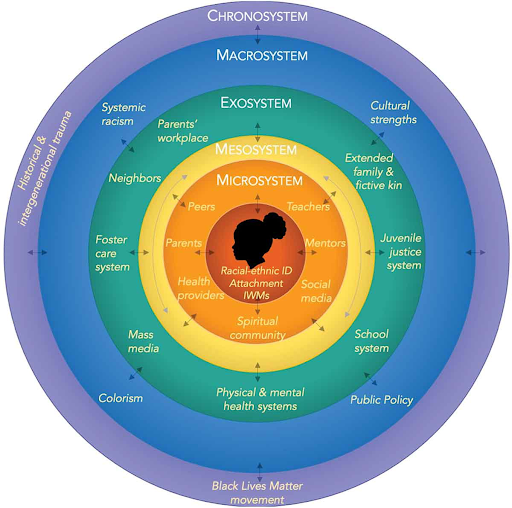 CHRONOSYSTEM
MACROSYSTEM
Systemic
racism
Cultural
strengths
Historical &
intergenerational trauma
EXOSYSTEM
Parents'
workplace
Neighbors
Extended
family &
fictive kin
Foster
care
system
Juvenile
justice
system
Mass
media
School
system
Physical & mental
health systems
Colorism
Public Policy
MESOSYSTEM
MICROSYSTEM
Peers
Teachers
Parents
Mentors
Health
providers
Social
media
Spiritual
community
Racial-ethnic ID
Attachment
IWMs
Black Lives Matter
movement